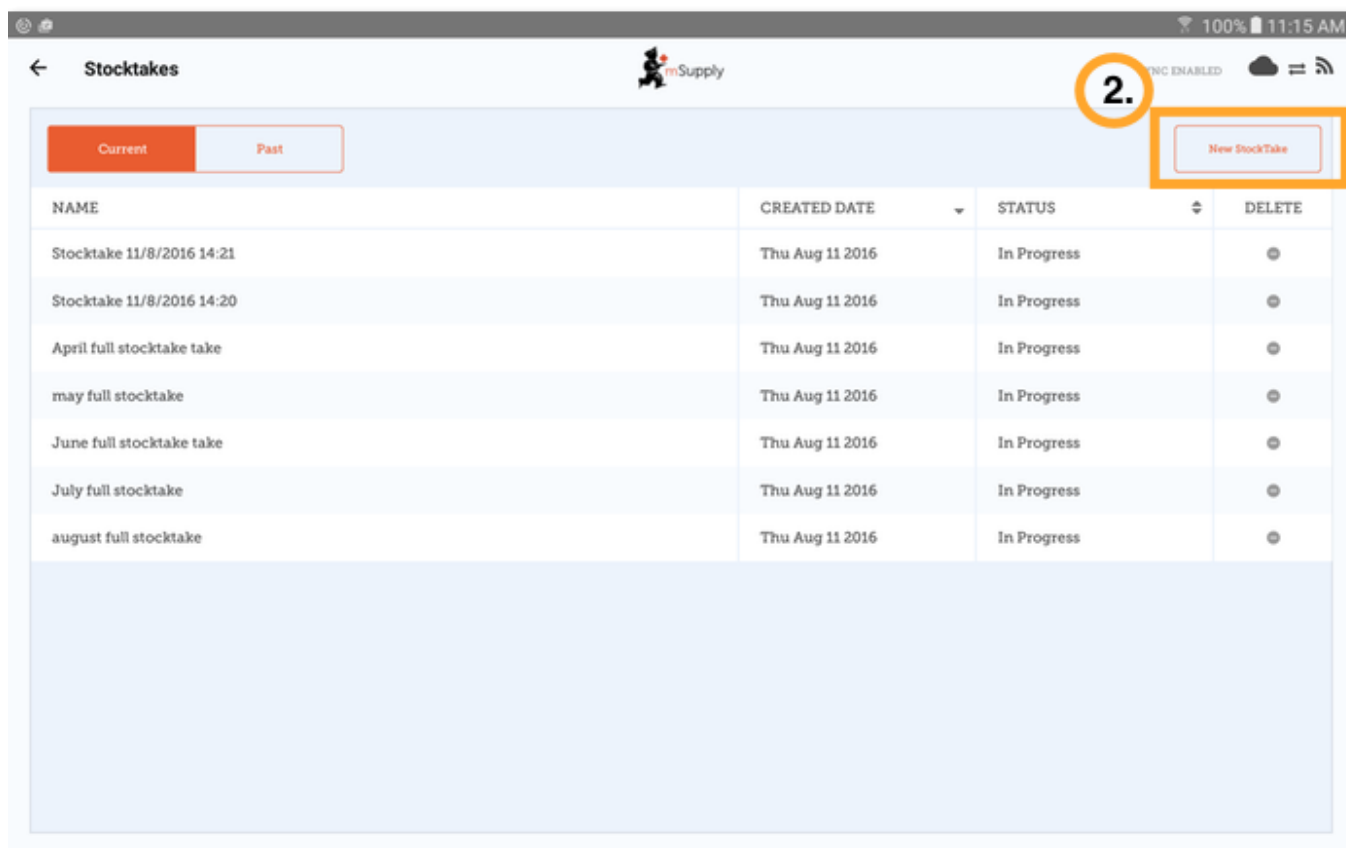 100% 11:15 AM
Stocktakes
mSupply
NC ENABLED
2.
Current Past
New StockTake
NAME CREATED DATE STATUS DELETE
Stocktake 11/8/2016 14:21 Thu Aug 11 2016 In Progress
Stocktake 11/8/2016 14:20 Thu Aug 11 2016 In Progress
April full stocktake take Thu Aug 11 2016 In Progress
may full stocktake Thu Aug 11 2016 In Progress
June full stocktake take Thu Aug 11 2016 In Progress
July full stocktake Thu Aug 11 2016 In Progress
august full stocktake Thu Aug 11 2016 In Progress